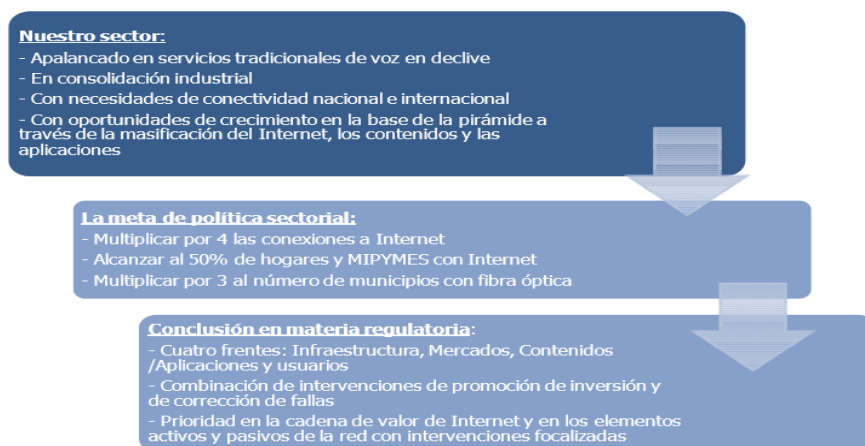 Nuestro sector:
- Apalancado en servicios tradicionales de voz en declive
- En consolidación industrial
- Con necesidades de conectividad nacional e internacional
- Con oportunidades de crecimiento en la base de la pirámide a
través de la masificación del Internet, los contenidos y las
aplicaciones
La meta de política sectorial:
- Multiplicar por 4 las conexiones a Internet
- Alcanzar al 50% de hogares y MIPYMES con Internet
- Multiplicar por 3 al número de municipios con fibra óptica
Conclusión en materia regulatoria:
- Cuatro frentes: Infraestructura, Mercados, Contenidos
/Aplicaciones y usuarios
- Combinación de intervenciones de promoción de inversión y
de corrección de fallas
- Prioridad en la cadena de valor de Internet y en los elementos
activos y pasivos de la red con intervenciones focalizadas